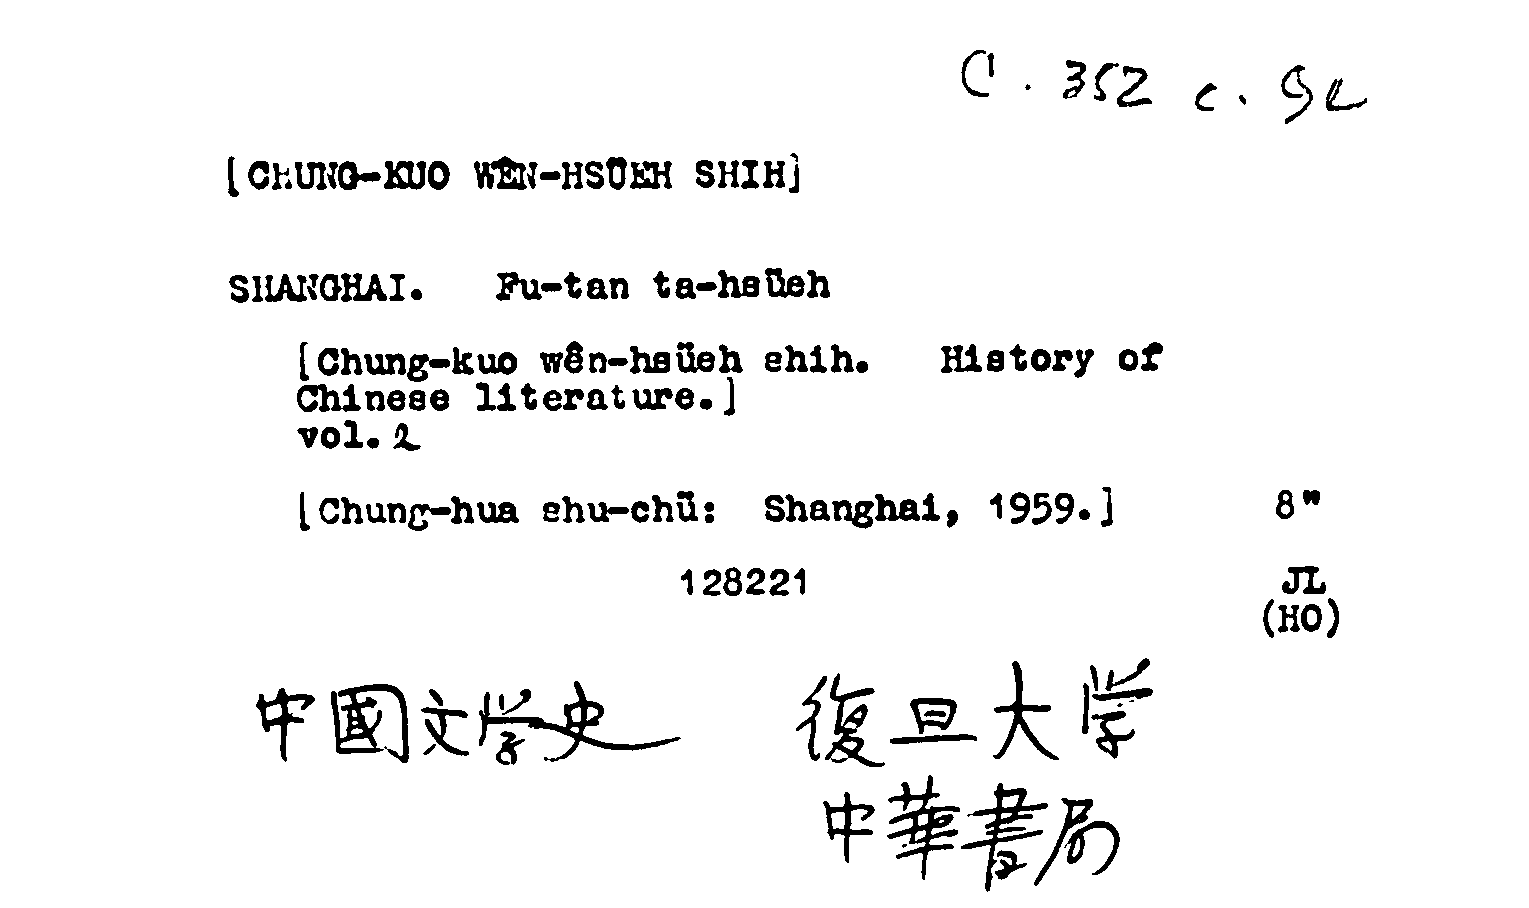 C. 352 c. 92
[CHUNG-KUO WÊN-HSÜEH SHIH]
SHANGHAI. Fu-tan ta-hsüeh
[Chung-kuo wên-hsüeh shih. History of
Chinese literature.]
vol. 2
[Chung-hua shu-chü: Shanghai, 1959.] 8"
128221 JL
(HO)
中國文学史 復旦大学
中華書局